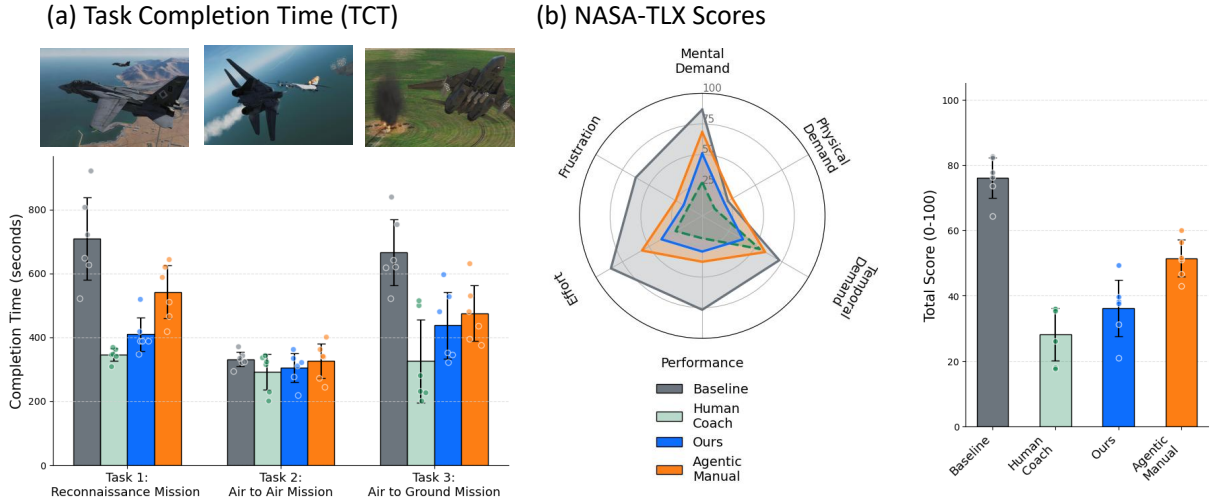 (a) Task Completion Time (TCT)
(b) NASA-TLX Scores
Completion Time (seconds)
800
600
400
200
0
Task 1:
Reconnaissance Mission
Task 2:
Air to Air Mission
Task 3:
Air to Ground Mission
Mental
Demand
Physical
Demand
Temporal
Demand
Performance
Effort
Frustration
100
75
50
25
Baseline
Human
Coach
Ours
Agentic
Manual
Total Score (0-100)
100
80
60
40
20
0
Baseline
Human
Coach
Ours
Agentic
Manual